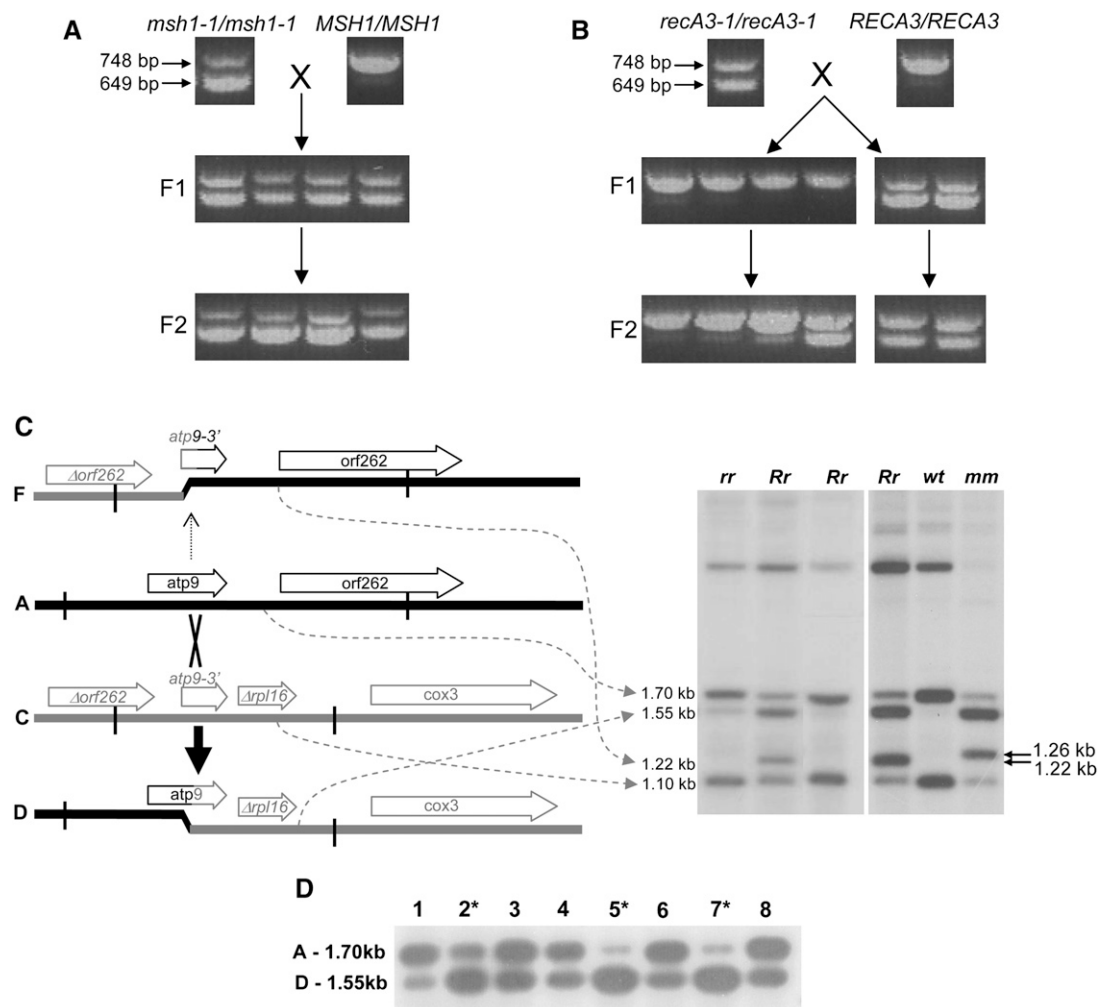 A
msh1-1/msh1-1 MSH1/MSH1
748 bp
649 bp
X
F1
F2
B
recA3-1/recA3-1 RECA3/RECA3
748 bp
649 bp
X
F1
F2
C
atp9-3'
Δorf262
orf262
F
atp9
orf262
A
atp9-3'
Δorf262
Δrpl16
cox3
C
atp9
Δrpl16
cox3
D
rr Rr Rr Rr wt mm
1.70 kb
1.55 kb
1.22 kb
1.10 kb
1.26 kb
1.22 kb
D
1 2* 3 4 5* 6 7* 8
A - 1.70kb
D - 1.55kb